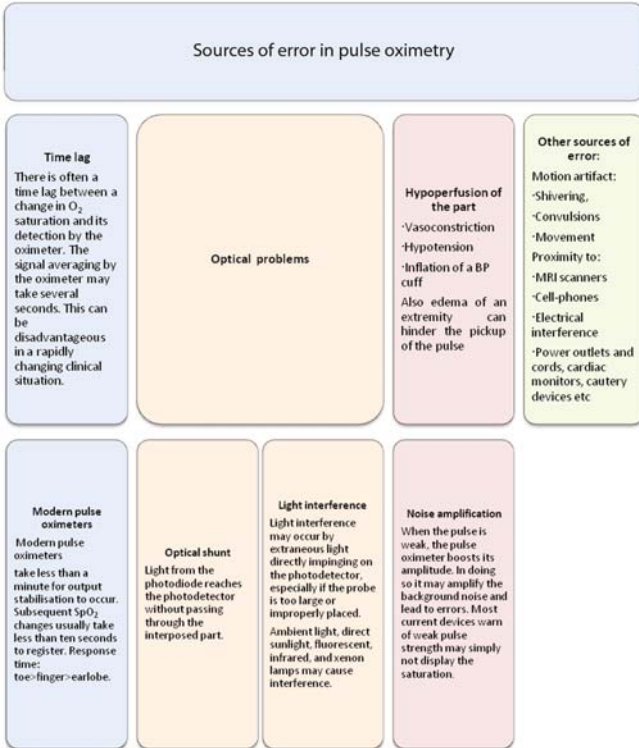 Sources of error in pulse oximetry
Time lag
There is often a
time lag between a
change in O₂
saturation and its
detection by the
oximeter. The
signal averaging by
the oximeter may
take several
seconds. This can
be
disadvantageous
in a rapidly
changing clinical
situation.
Optical problems
Hypoperfusion of
the part
·Vasoconstriction
·Hypotension
·Inflation of a BP
cuff
Also edema of an
extremity can
hinder the pickup
of the pulse
Other sources of
error:
Motion artifact:
·Shivering,
·Convulsions
·Movement
Proximity to:
·MRI scanners
·Cell-phones
·Electrical
interference
·Power outlets and
cords, cardiac
monitors, cautery
devices etc
Modern pulse
oximeters
Modern pulse
oximeters
take less than a
minute for output
stabilisation to occur.
Subsequent SpO₂
changes usually take
less than ten seconds
to register. Response
time:
toe>finger>earlobe.
Optical shunt
Light from the
photodiode reaches
the photodetector
without passing
through the
interposed part.
Light interference
Light interference
may occur by
extraneous light
directly impinging on
the photodetector,
especially if the probe
is too large or
improperly placed.
Ambient light, direct
sunlight, fluorescent,
infrared, and xenon
lamps may cause
interference.
Noise amplification
When the pulse is
weak, the pulse
oximeter boosts its
amplitude. In doing
so it may amplify the
background noise and
lead to errors. Most
current devices warn
of weak pulse
strength may simply
not display the
saturation.